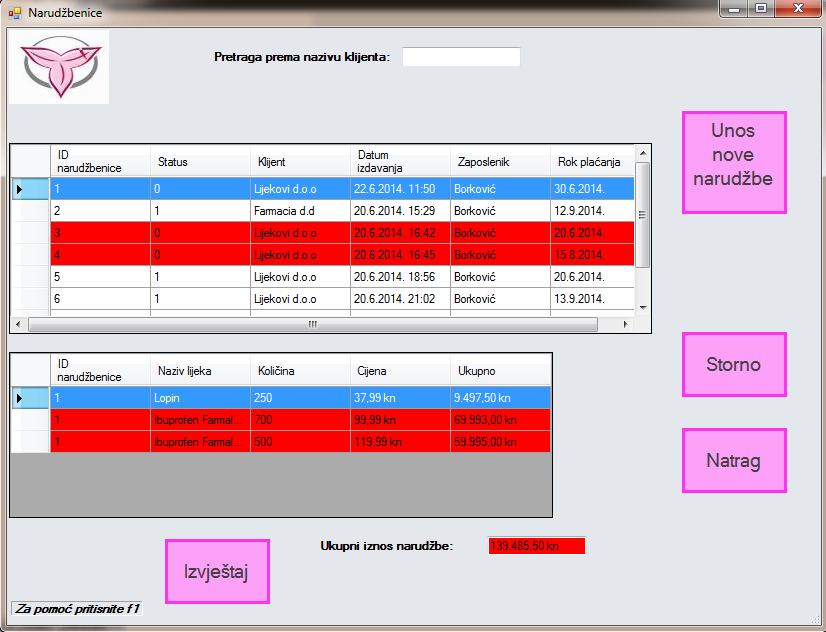 Narudžbenice
Pretraga prema nazivu klijenta:
Unos
nove
narudžbe
ID narudžbenice Status Klijent Datum izdavanja Zaposlenik Rok plaćanja
1 0 Lijekovi d.o.o 22.6.2014. 11:50 Borković 30.6.2014.
2 1 Famacia d.d 20.6.2014. 15:29 Borković 12.9.2014.
3 0 Lijekovi d.o.o 20.6.2014. 16:42 Borković 20.6.2014.
4 0 Lijekovi d.o.o 20.6.2014. 16:45 Borković 15.8.2014.
5 1 Lijekovi d.o.o 20.6.2014. 18:56 Borković 20.6.2014.
6 1 Lijekovi d.o.o 20.6.2014. 21:02 Borković 13.9.2014.
Storno
ID narudžbenice Naziv lijeka Količina Cijena Ukupno
1 Lopin 250 37,99 kn 9.497,50 kn
1 Ibuprofen Farmal... 700 99,99 kn 69.993,00 kn
1 Ibuprofen Farmal... 500 119,99 kn 59.995,00 kn
Natrag
Ukupni iznos narudžbe: 139.485,50 kn
Izvještaj
Za pomoć pritisnite f1